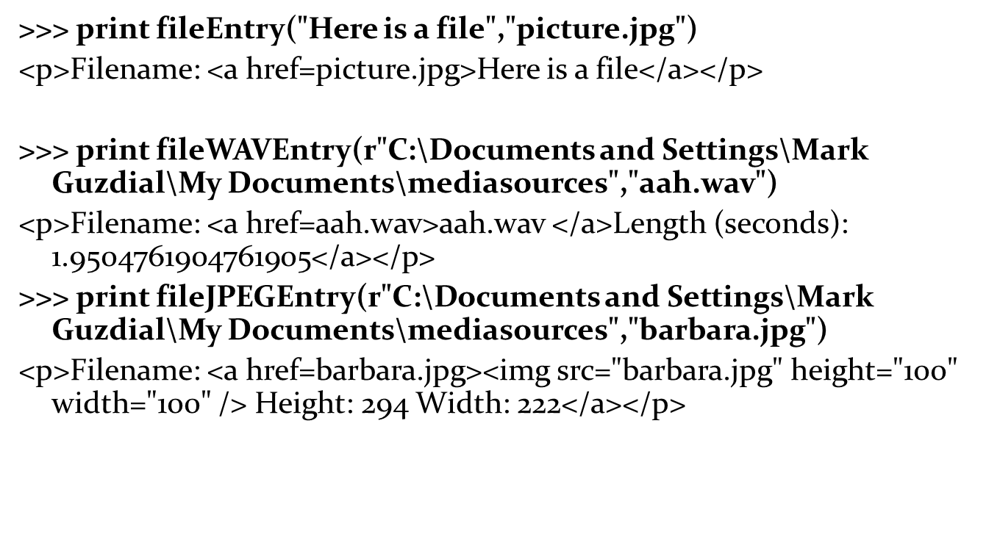 >>> print fileEntry("Here is a file","picture.jpg")
<p>Filename: <a href=picture.jpg>Here is a file</a></p>
>>> print fileWAVEntry(r"C:\Documents and Settings\Mark
Guzdial\My Documents\mediasources","aah.wav")
<p>Filename: <a href=aah.wav>aah.wav </a>Length (seconds):
1.9504761904761905</a></p>
>>> print fileJPEGEntry(r"C:\Documents and Settings\Mark
Guzdial\My Documents\mediasources","barbara.jpg")
<p>Filename: <a href=barbara.jpg><img src="barbara.jpg" height="100"
width="100" /> Height: 294 Width: 222</a></p>